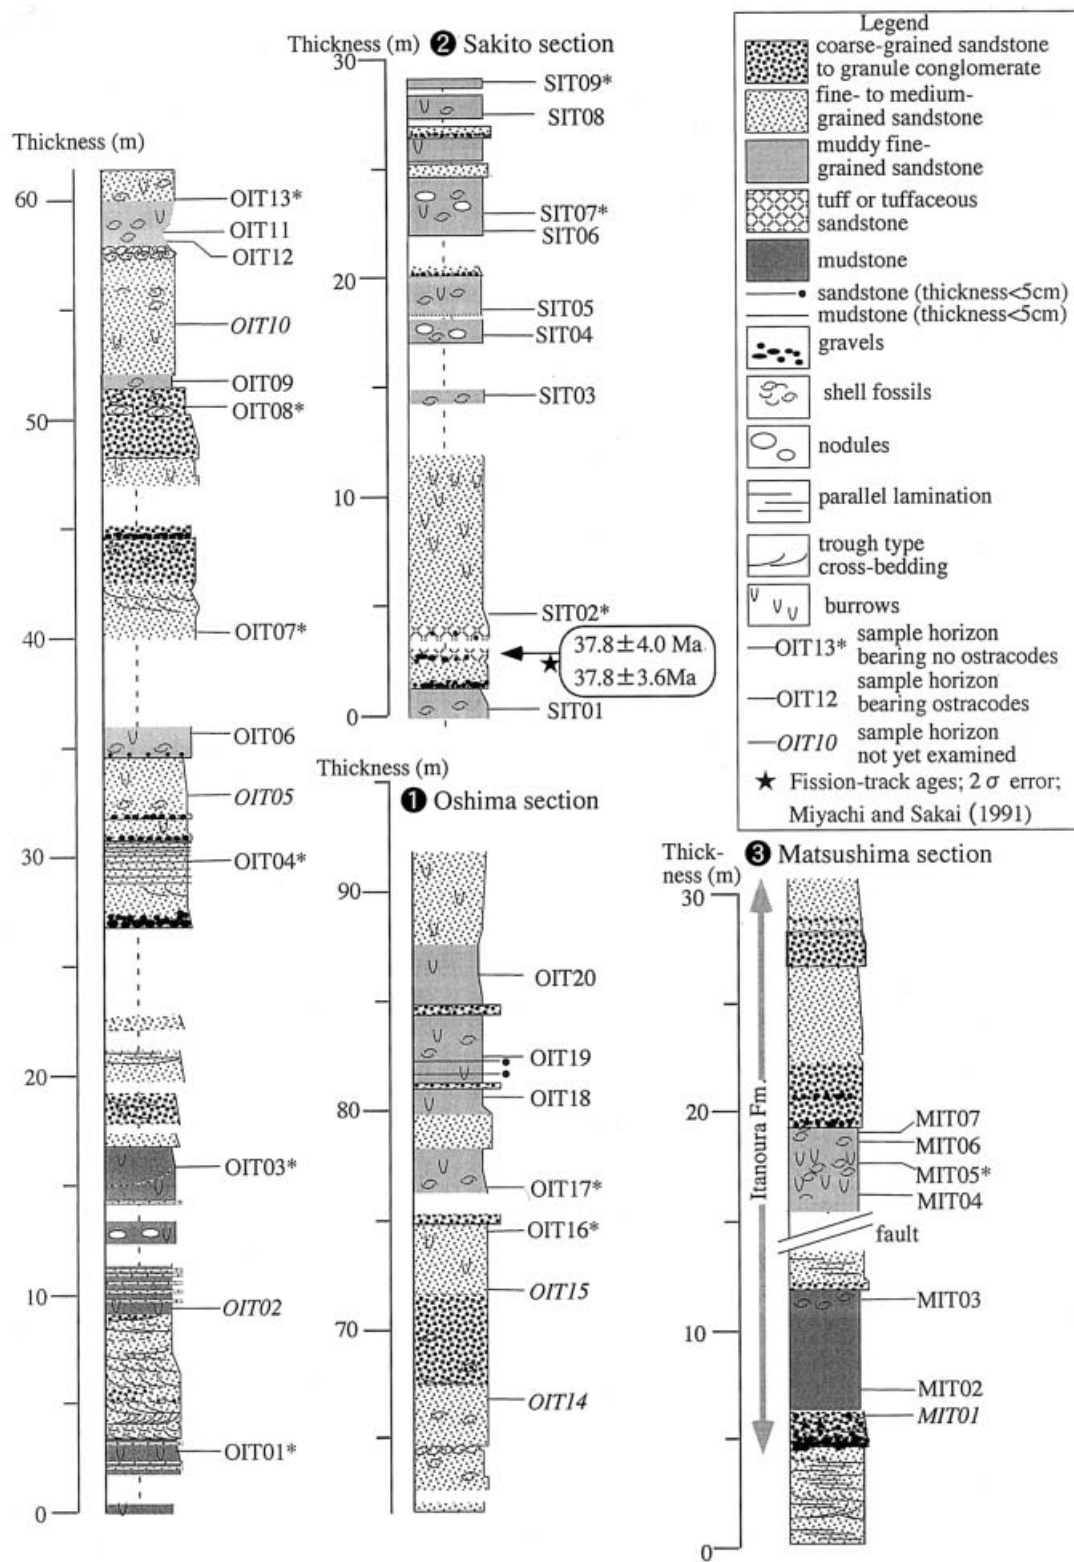 Thickness (m)
60
50
40
30
20
10
0
OIT13*
OIT11
OIT12
OIT10
OIT09
OIT08*
OIT07*
OIT06
OIT05
OIT04*
OIT03*
OIT02
OIT01*
Thickness (m) ❷ Sakito section
30
20
10
0
SIT09*
SIT08
SIT07*
SIT06
SIT05
SIT04
SIT03
SIT02*
37.8±4.0 Ma
★ 37.8±3.6Ma
SIT01
Thickness (m)
❶ Oshima section
90
80
70
OIT20
OIT19
OIT18
OIT17*
OIT16*
OIT15
OIT14
Legend
coarse-grained sandstone
to granule conglomerate
fine- to medium-
grained sandstone
muddy fine-
grained sandstone
tuff or tuffaceous
sandstone
mudstone
sandstone (thickness<5cm)
mudstone (thickness<5cm)
gravels
shell fossils
nodules
parallel lamination
trough type
cross-bedding
burrows
OIT13* sample horizon
bearing no ostracodes
OIT12 sample horizon
bearing ostracodes
OIT10 sample horizon
not yet examined
★ Fission-track ages; 2 σ error;
Miyachi and Sakai (1991)
Thick-
ness (m)
❸ Matsushima section
30
20
10
0
Itanoura Fm.
MIT07
MIT06
MIT05*
MIT04
fault
MIT03
MIT02
MIT01